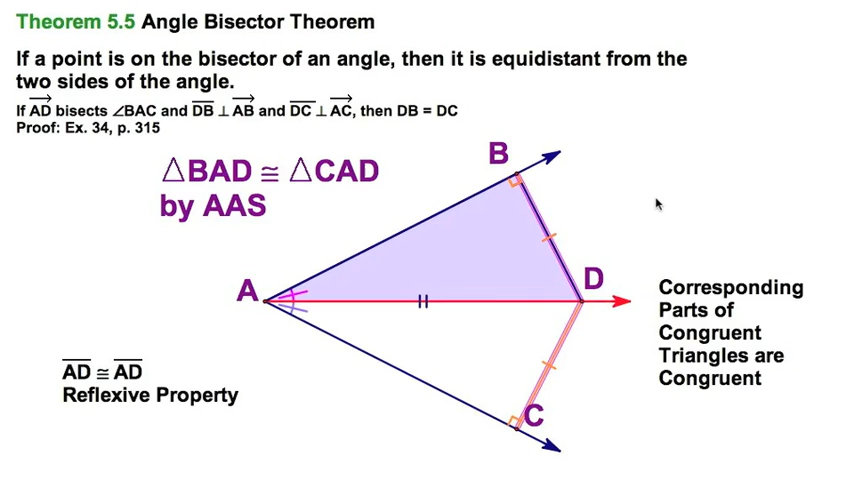 Theorem 5.5 Angle Bisector Theorem
If a point is on the bisector of an angle, then it is equidistant from the
two sides of the angle.
If AD bisects ∠BAC and DB ⊥ AB and DC ⊥ AC, then DB = DC
Proof: Ex. 34, p. 315
△BAD ≅ △CAD
by AAS
B
A
D
C
Corresponding
Parts of
Congruent
Triangles are
Congruent
AD ≅ AD
Reflexive Property